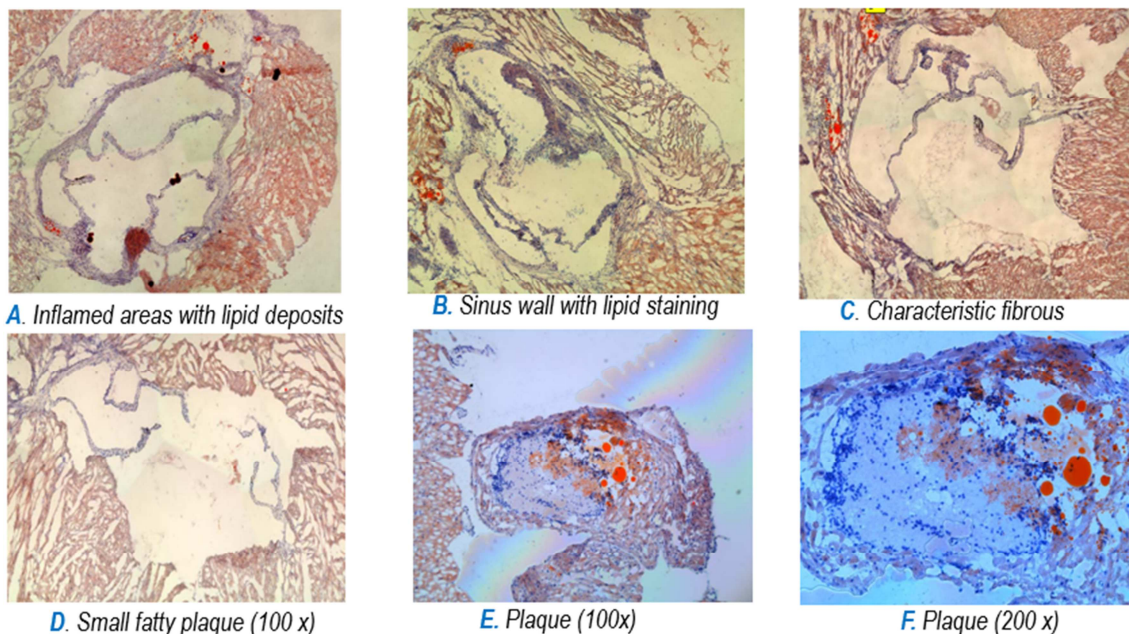 A. Inflamed areas with lipid deposits
B. Sinus wall with lipid staining
C. Characteristic fibrous
D. Small fatty plaque (100 x)
E. Plaque (100x)
F. Plaque (200 x)